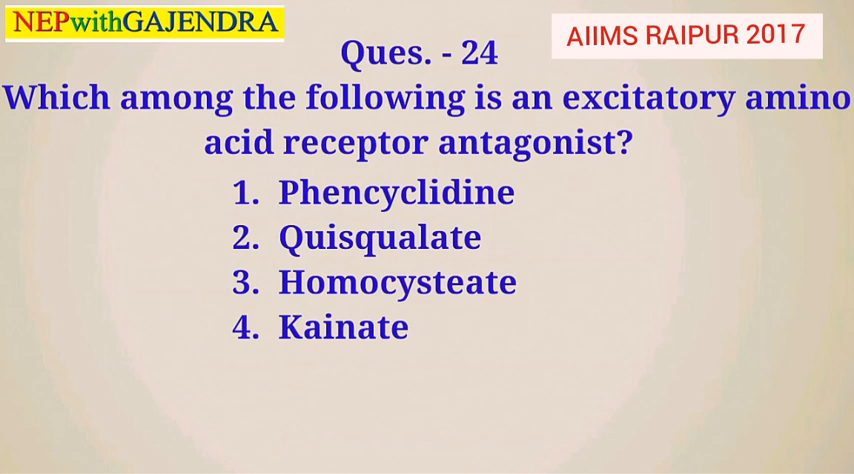 NEPwithGAJENDRA
AIIMS RAIPUR 2017
Ques. - 24
Which among the following is an excitatory amino
acid receptor antagonist?
1. Phencyclidine
2. Quisqualate
3. Homocysteate
4. Kainate